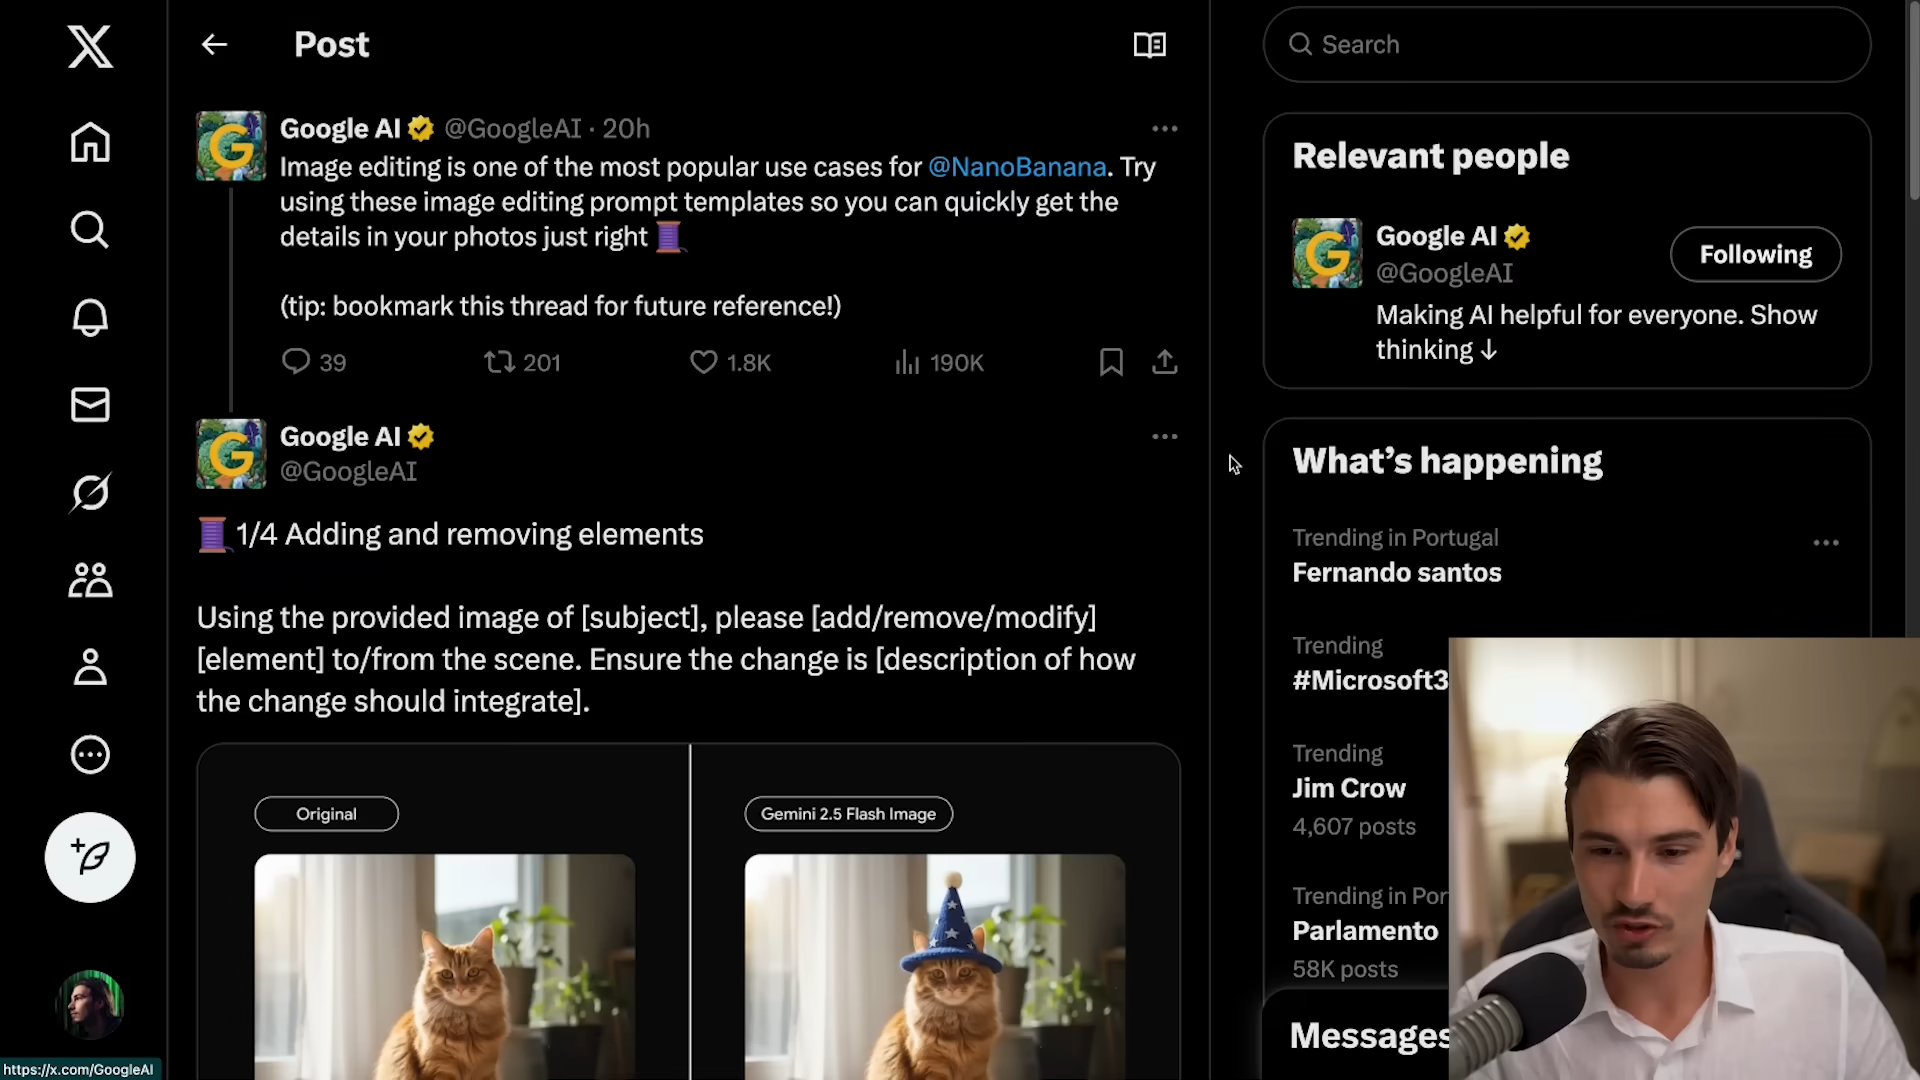 Post
Search
Google AI @GoogleAI · 20h
Image editing is one of the most popular use cases for @NanoBanana. Try
using these image editing prompt templates so you can quickly get the
details in your photos just right
(tip: bookmark this thread for future reference!)
39
201
1.8K
190K
Google AI
@GoogleAI
1/4 Adding and removing elements
Using the provided image of [subject], please [add/remove/modify]
[element] to/from the scene. Ensure the change is [description of how
the change should integrate].
Original
Gemini 2.5 Flash Image
Relevant people
Google AI
@GoogleAI
Following
Making AI helpful for everyone. Show
thinking ↓
What’s happening
Trending in Portugal
Fernando santos
Trending
#Microsoft3
Trending
Jim Crow
4,607 posts
Trending in Por
Parlamento
58K posts
Messages
https://x.com/GoogleAI